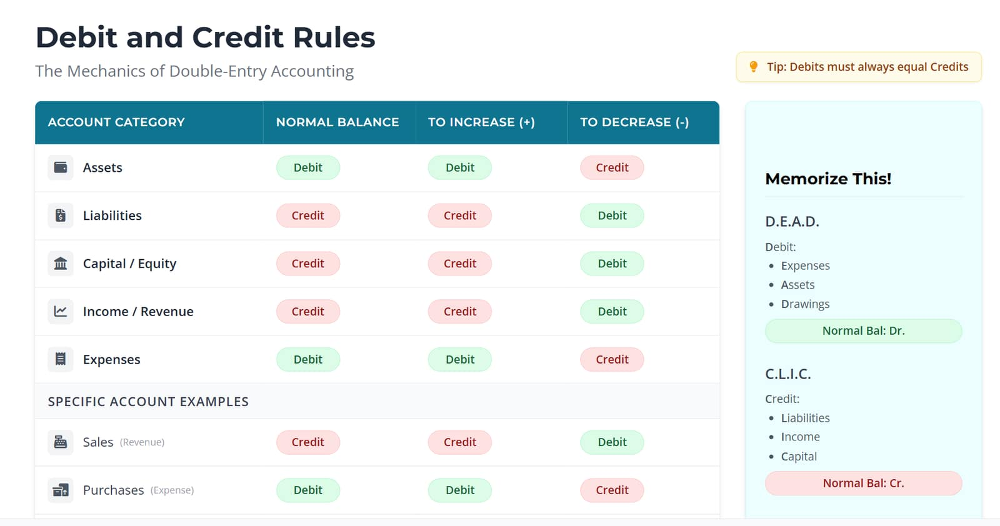 Debit and Credit Rules
The Mechanics of Double-Entry Accounting
Tip: Debits must always equal Credits
ACCOUNT CATEGORY NORMAL BALANCE TO INCREASE (+) TO DECREASE (-)
Assets Debit Debit Credit
Liabilities Credit Credit Debit
Capital / Equity Credit Credit Debit
Income / Revenue Credit Credit Debit
Expenses Debit Debit Credit
SPECIFIC ACCOUNT EXAMPLES
Sales (Revenue) Credit Credit Debit
Purchases (Expense) Debit Debit Credit
Memorize This!
D.E.A.D.
Debit:
• Expenses
• Assets
• Drawings
Normal Bal: Dr.
C.L.I.C.
Credit:
• Liabilities
• Income
• Capital
Normal Bal: Cr.